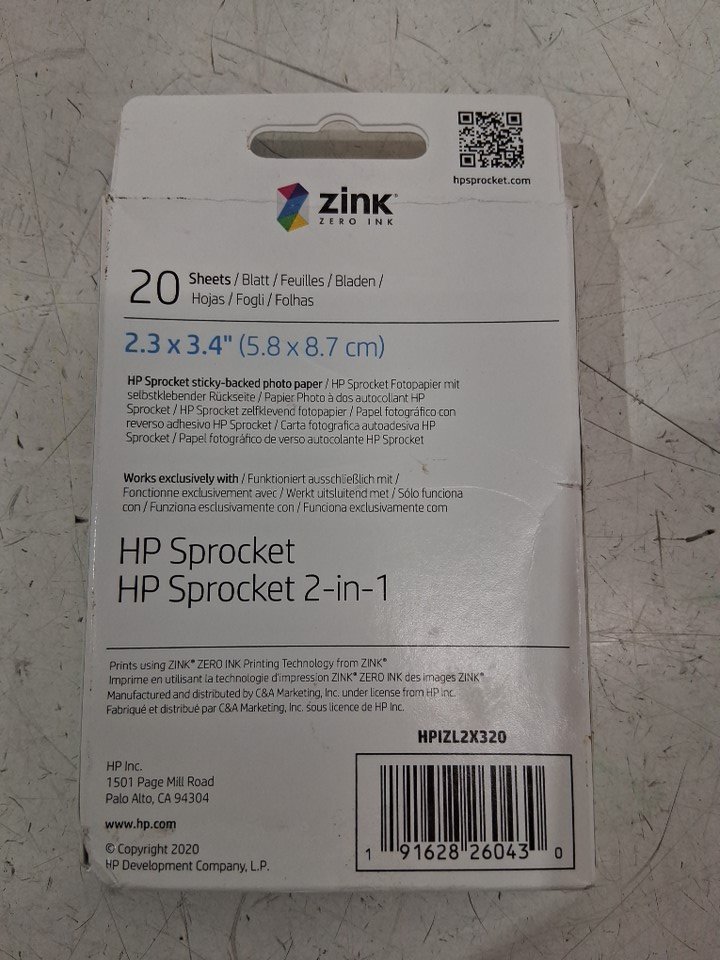 hpsprocket.com
zink®
ZERO INK
20 Sheets / Blatt / Feuilles / Bladen /
Hojas / Fogli / Folhas
2.3 x 3.4" (5.8 x 8.7 cm)
HP Sprocket sticky-backed photo paper / HP Sprocket Fotopapier mit
selbstklebender Rückseite / Papier Photo à dos autocollant HP
Sprocket / HP Sprocket zelfklevend fotopapier / Papel fotográfico con
reverso adhesivo HP Sprocket / Carta fotografica autoadesiva HP
Sprocket / Papel fotográfico de verso autocolante HP Sprocket
Works exclusively with / Funktioniert ausschließlich mit /
Fonctionne exclusivement avec / Werkt uitsluitend met / Sólo funciona
con / Funziona esclusivamente con / Funciona exclusivamente com
HP Sprocket
HP Sprocket 2-in-1
Prints using ZINK® ZERO INK Printing Technology from ZINK®
Imprime en utilisant la technologie d'impression ZINK® ZERO INK des images ZINK®
Manufactured and distributed by C&A Marketing, Inc. under license from HP Inc.
Fabriqué et distribué par C&A Marketing, Inc. sous licence de HP Inc.
HPIZL2X320
HP Inc.
1501 Page Mill Road
Palo Alto, CA 94304
www.hp.com
© Copyright 2020
HP Development Company, L.P.
1 91628 26043 0